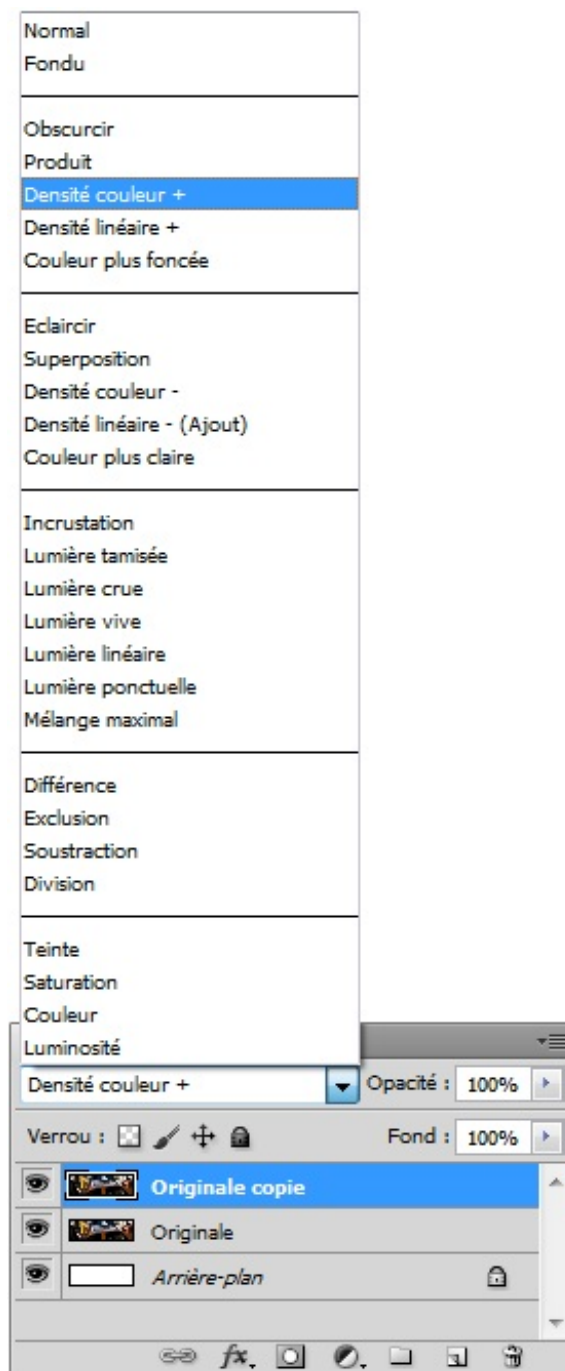 Normal
Fondu
Obscurcir
Produit
Densité couleur +
Densité linéaire +
Couleur plus foncée
Eclaircir
Superposition
Densité couleur -
Densité linéaire - (Ajout)
Couleur plus claire
Incrustation
Lumière tamisée
Lumière crue
Lumière vive
Lumière linéaire
Lumière ponctuelle
Mélange maximal
Différence
Exclusion
Soustraction
Division
Teinte
Saturation
Couleur
Luminosité
Densité couleur + Opacité : 100%
Verrou : Fond : 100%
Originale copie
Originale
Arrière-plan
fx